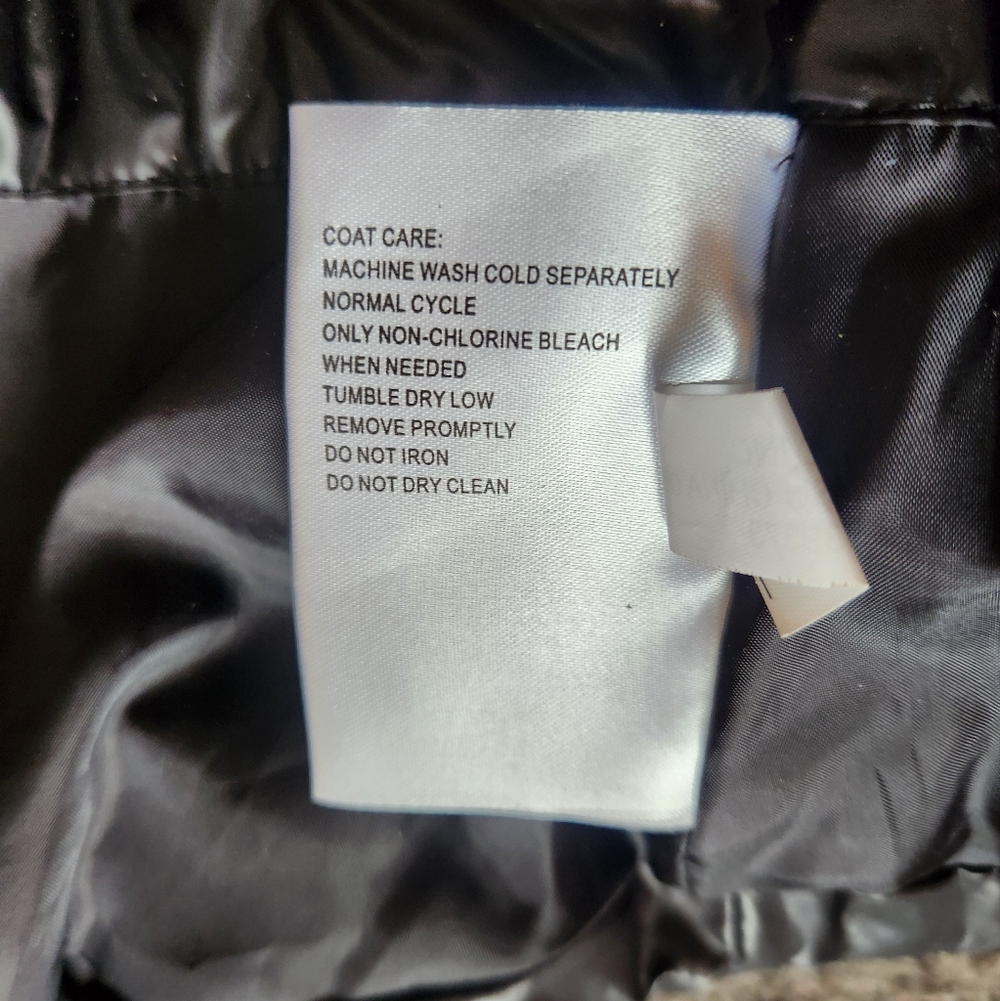 COAT CARE:
MACHINE WASH COLD SEPARATELY
NORMAL CYCLE
ONLY NON-CHLORINE BLEACH
WHEN NEEDED
TUMBLE DRY LOW
REMOVE PROMPTLY
DO NOT IRON
DO NOT DRY CLEAN